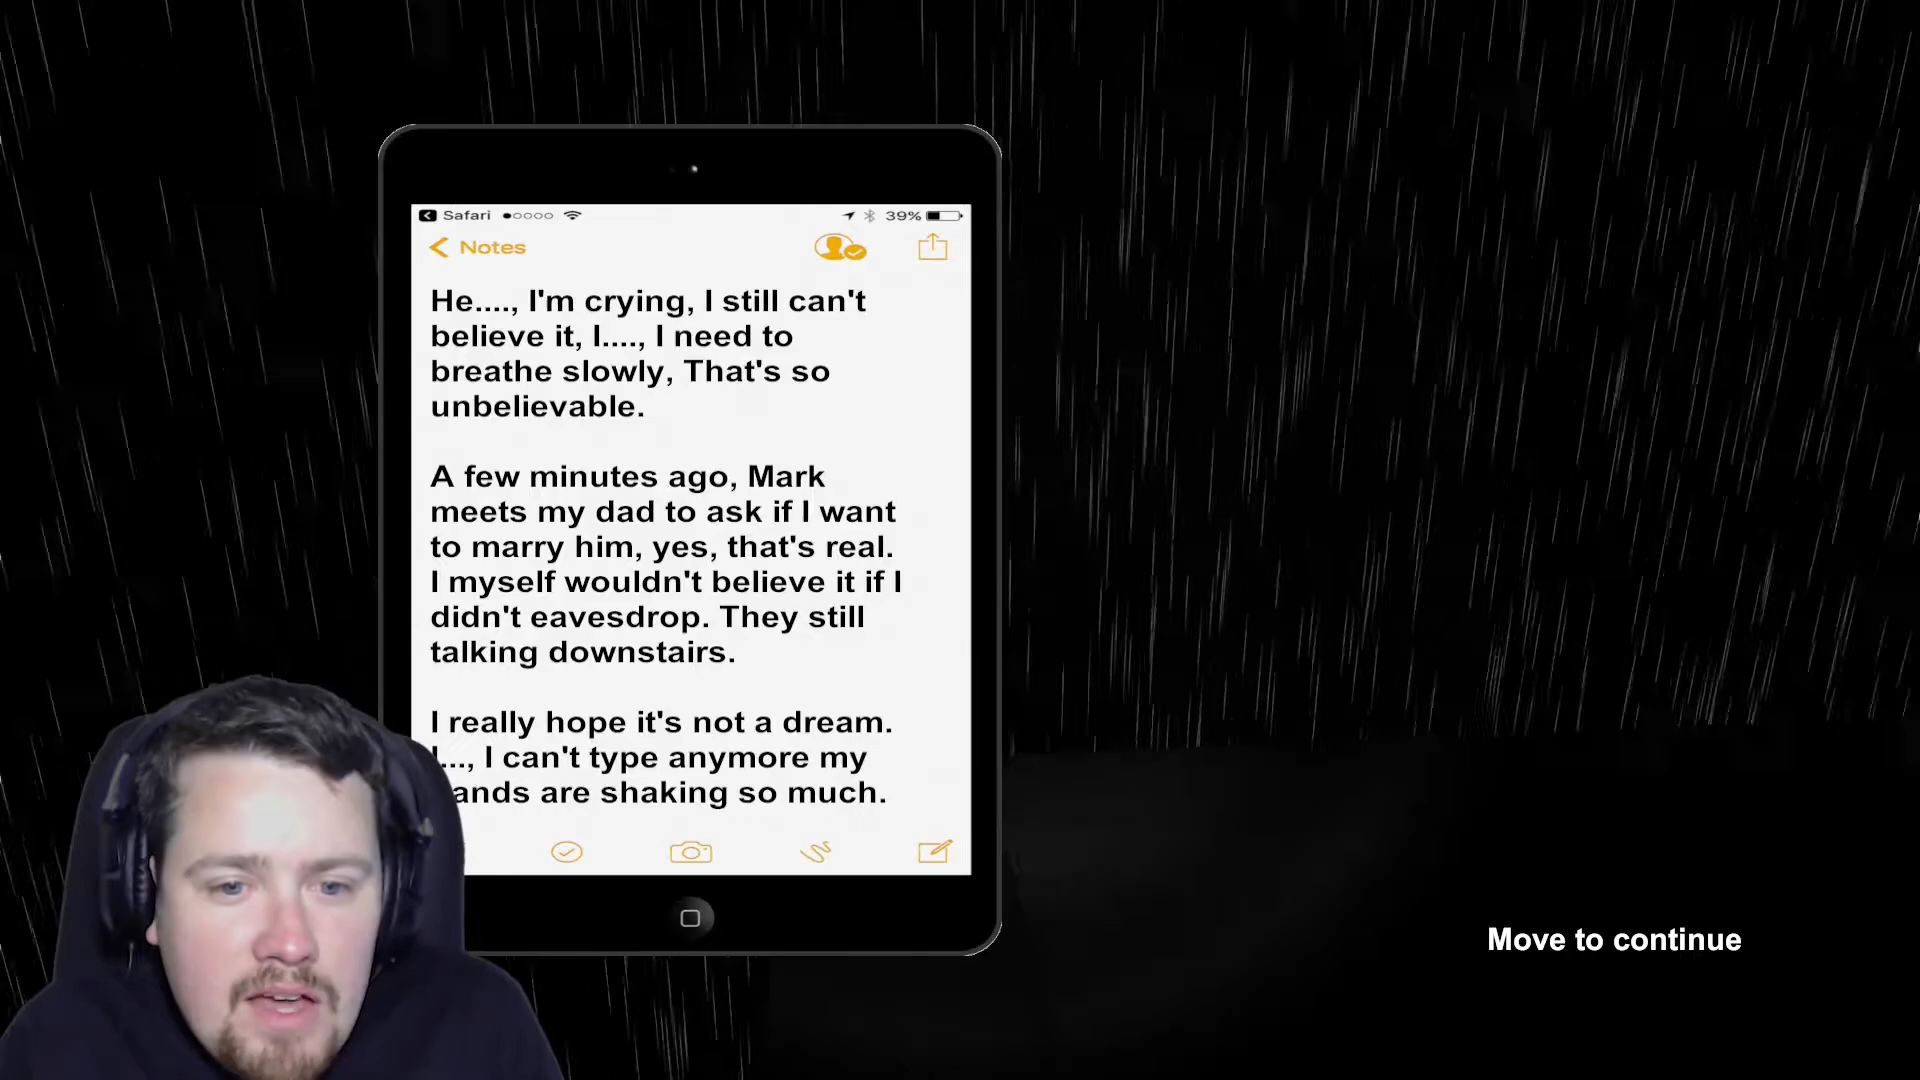 Safari
39%
Notes
He...., I'm crying, I still can't
believe it, I...., I need to
breathe slowly, That's so
unbelievable.
A few minutes ago, Mark
meets my dad to ask if I want
to marry him, yes, that's real.
I myself wouldn't believe it if I
didn't eavesdrop. They still
talking downstairs.
I really hope it's not a dream.
..., I can't type anymore my
ands are shaking so much.
Move to continue